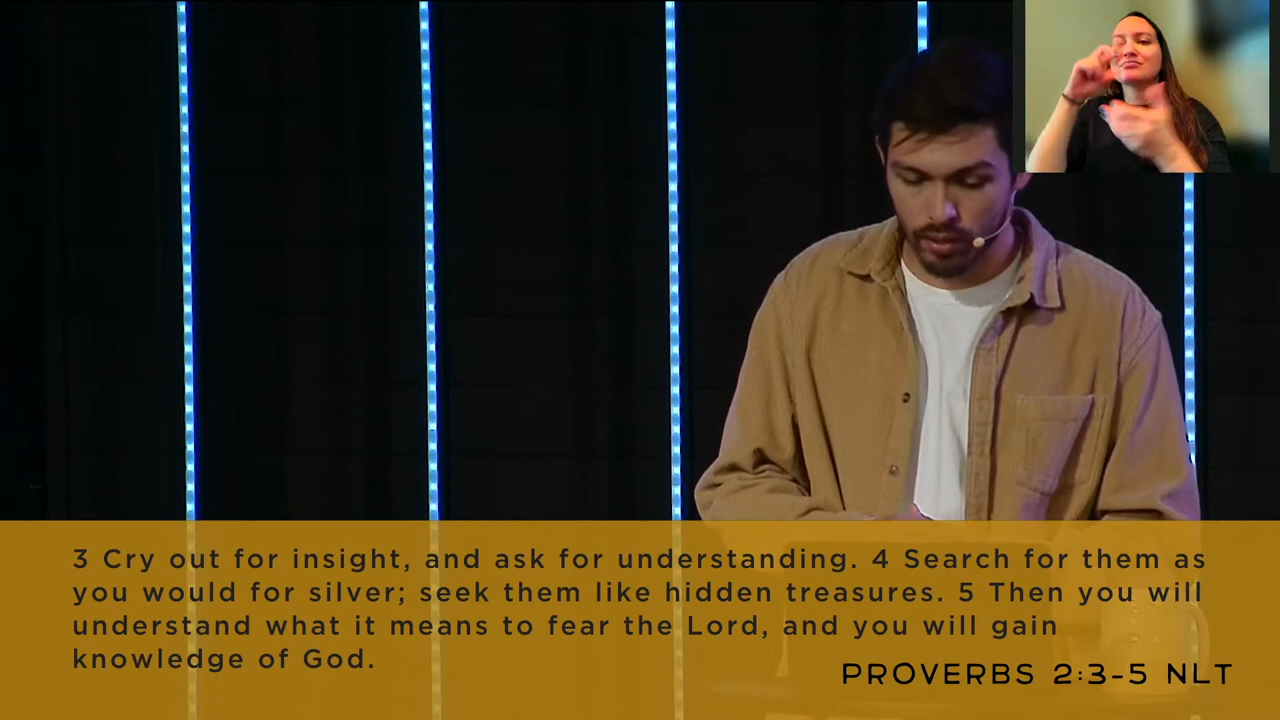 3 Cry out for insight, and ask for understanding. 4 Search for them as
you would for silver; seek them like hidden treasures. 5 Then you will
understand what it means to fear the Lord, and you will gain
knowledge of God.
PROVERBS 2:3-5 NLT